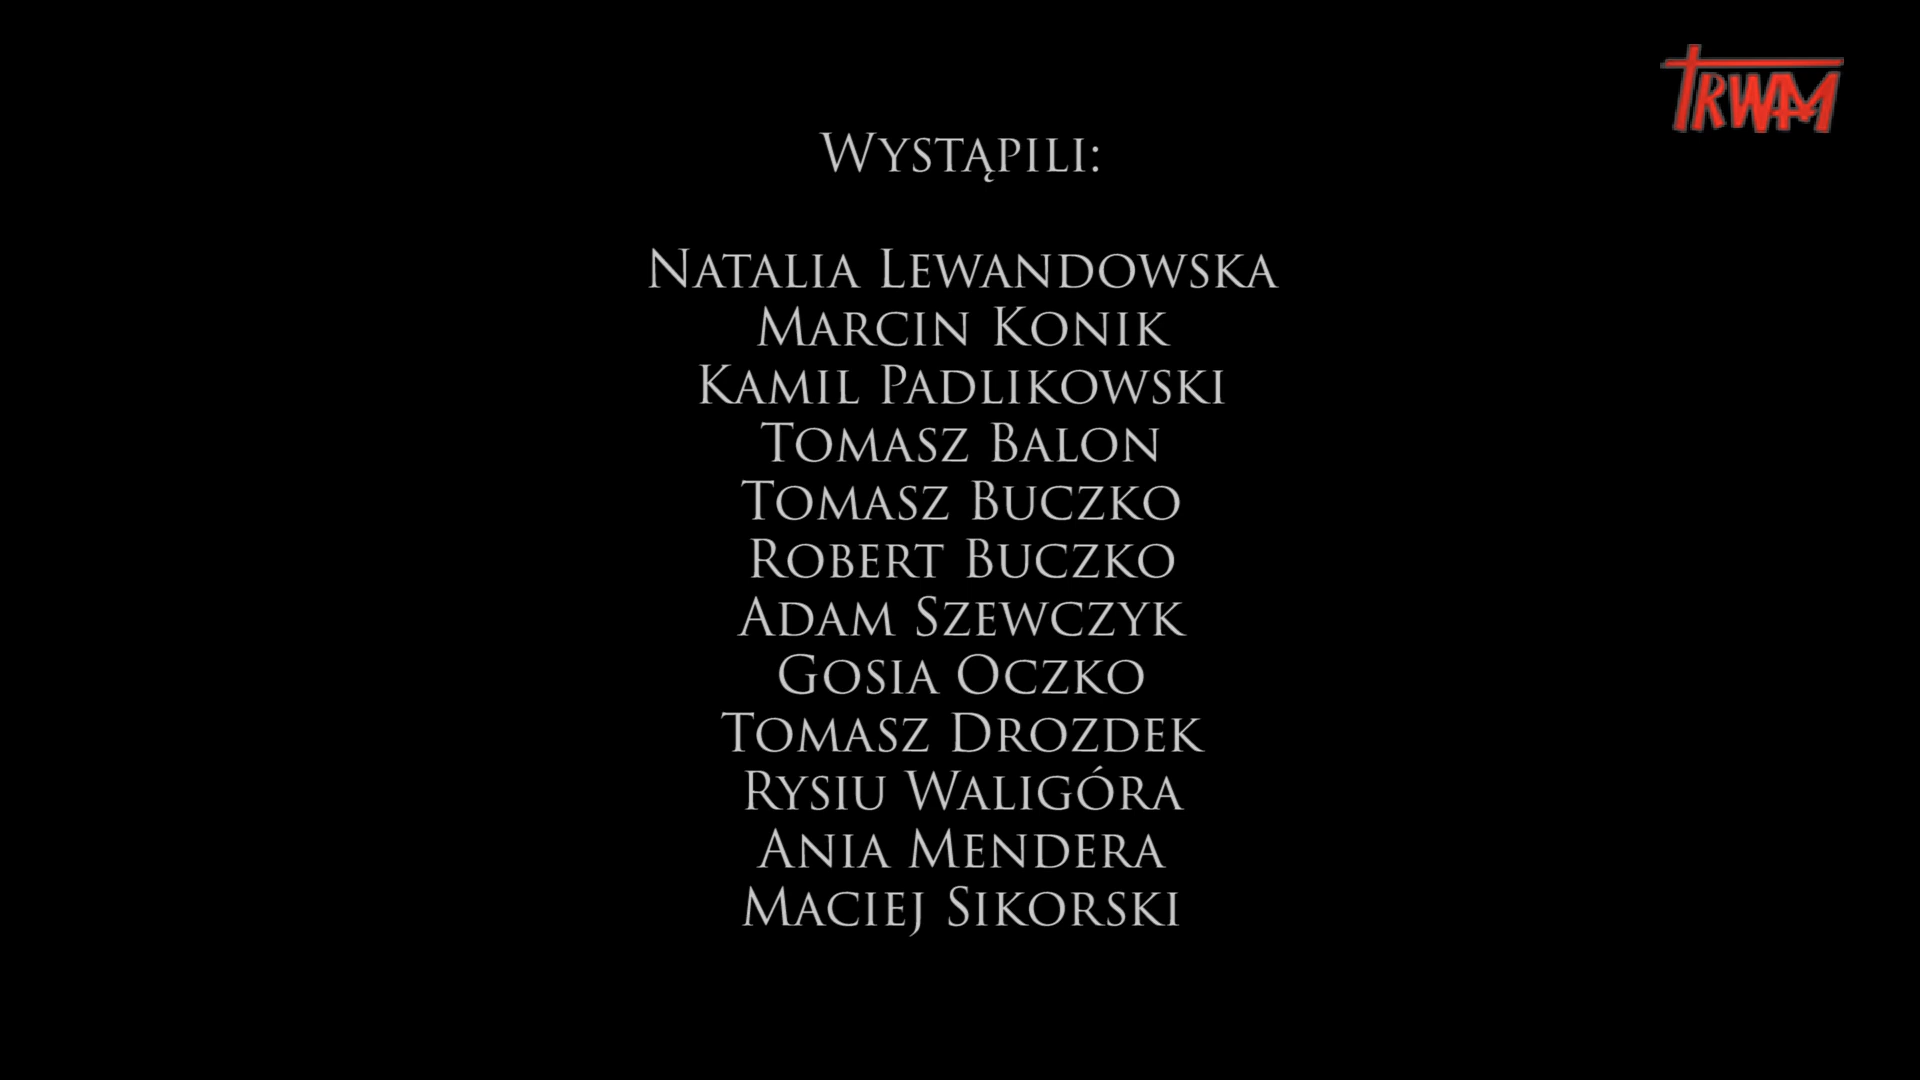 TRWAM
Wystąpili:
Natalia Lewandowska
Marcin Konik
Kamil Padlikowski
Tomasz Balon
Tomasz Buczko
Robert Buczko
Adam Szewczyk
Gosia Oczko
Tomasz Drozdek
Rysiu Waligóra
Ania Mendera
Maciej Sikorski